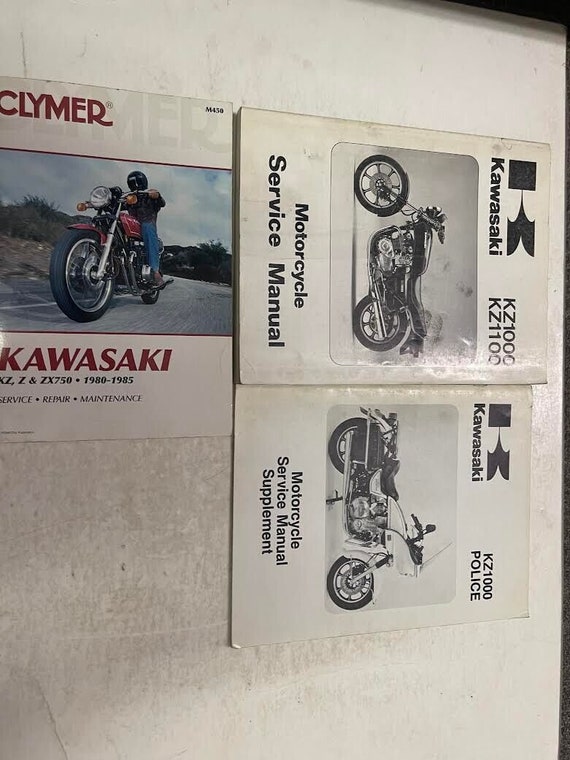 CLYMER®
M450
KAWASAKI
KZ, Z & ZX750 • 1980-1985
SERVICE • REPAIR • MAINTENANCE
Kawasaki
KZ1000
KZ1100
Motorcycle
Service Manual
Kawasaki
KZ1000
POLICE
Motorcycle
Service Manual
Supplement